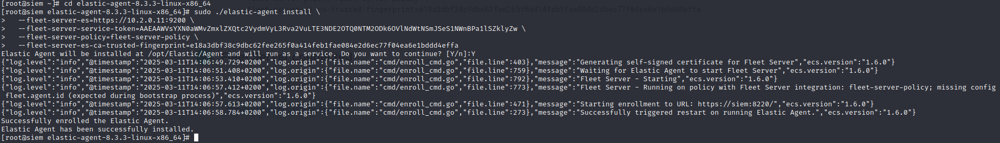 [root@siem ~]# cd elastic-agent-8.3.3-linux-x86_64
[root@siem elastic-agent-8.3.3-linux-x86_64]# sudo ./elastic-agent install \
>   --fleet-server-es=https://10.2.0.11:9200 \
>   --fleet-server-service-token=AAEAAWVsYXN0aWMvZmxlZXQtc2VydmVyL3Rva2VuLTE3NDE2OTQ0NTM2ODk6OVlNdWtNSmJSeS1NWnBPa1lSZklyZw \
>   --fleet-server-policy=fleet-server-policy \
>   --fleet-server-es-ca-trusted-fingerprint=e18a3dbf38c9dbc62fee265f0a414feb1fae084e2d6ec77f04ea6e1bddd4effa
Elastic Agent will be installed at /opt/Elastic/Agent and will run as a service. Do you want to continue? [Y/n]:Y
{"log.level":"info","@timestamp":"2025-03-11T14:06:49.729+0200","log.origin":{"file.name":"cmd/enroll_cmd.go","file.line":403},"message":"Generating self-signed certificate for Fleet Server","ecs.version":"1.6.0"}
{"log.level":"info","@timestamp":"2025-03-11T14:06:51.408+0200","log.origin":{"file.name":"cmd/enroll_cmd.go","file.line":759},"message":"Waiting for Elastic Agent to start Fleet Server","ecs.version":"1.6.0"}
{"log.level":"info","@timestamp":"2025-03-11T14:06:53.410+0200","log.origin":{"file.name":"cmd/enroll_cmd.go","file.line":792},"message":"Fleet Server - Starting","ecs.version":"1.6.0"}
{"log.level":"info","@timestamp":"2025-03-11T14:06:57.412+0200","log.origin":{"file.name":"cmd/enroll_cmd.go","file.line":773},"message":"Fleet Server - Running on policy with Fleet Server integration: fleet-server-policy; missing config
 fleet.agent.id (expected during bootstrap process)","ecs.version":"1.6.0"}
{"log.level":"info","@timestamp":"2025-03-11T14:06:57.613+0200","log.origin":{"file.name":"cmd/enroll_cmd.go","file.line":471},"message":"Starting enrollment to URL: https://siem:8220/","ecs.version":"1.6.0"}
{"log.level":"info","@timestamp":"2025-03-11T14:06:58.784+0200","log.origin":{"file.name":"cmd/enroll_cmd.go","file.line":273},"message":"Successfully triggered restart on running Elastic Agent.","ecs.version":"1.6.0"}
Successfully enrolled the Elastic Agent.
Elastic Agent has been successfully installed.
[root@siem elastic-agent-8.3.3-linux-x86_64]#